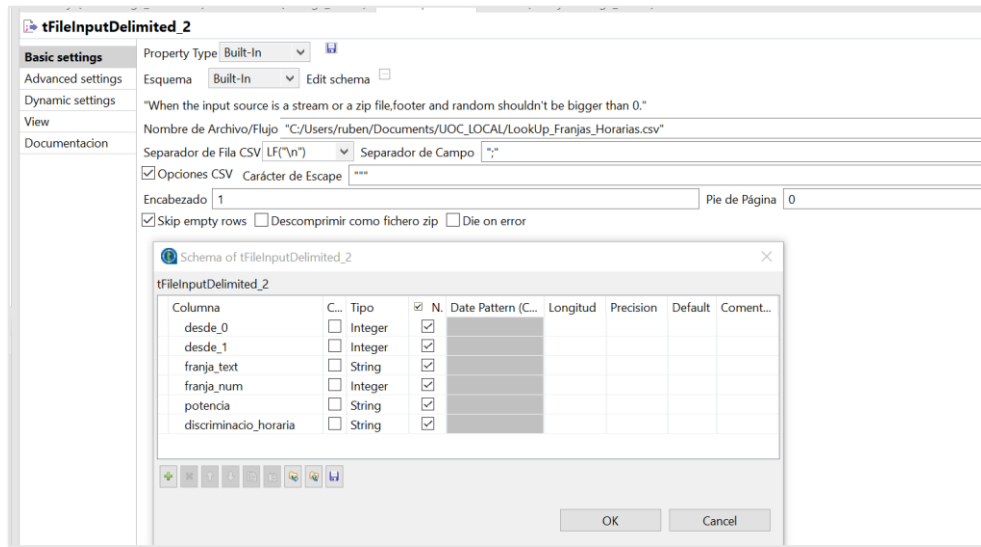 tFileInputDelimited_2
Basic settings
Advanced settings
Dynamic settings
View
Documentacion
Property Type Built-In
Esquema Built-In Edit schema
"When the input source is a stream or a zip file,footer and random shouldn't be bigger than 0."
Nombre de Archivo/Flujo "C:/Users/ruben/Documents/UOC_LOCAL/LookUp_Franjas_Horarias.csv"
Separador de Fila CSV LF("\n") Separador de Campo ";"
Opciones CSV Carácter de Escape """
Encabezado 1 Pie de Página 0
Skip empty rows Descomprimir como fichero zip Die on error
Schema of tFileInputDelimited_2
tFileInputDelimited_2
Columna C... Tipo N. Date Pattern (C... Longitud Precision Default Coment...
desde_0 Integer
desde_1 Integer
franja_text String
franja_num Integer
potencia String
discriminacio_horaria String
OK Cancel